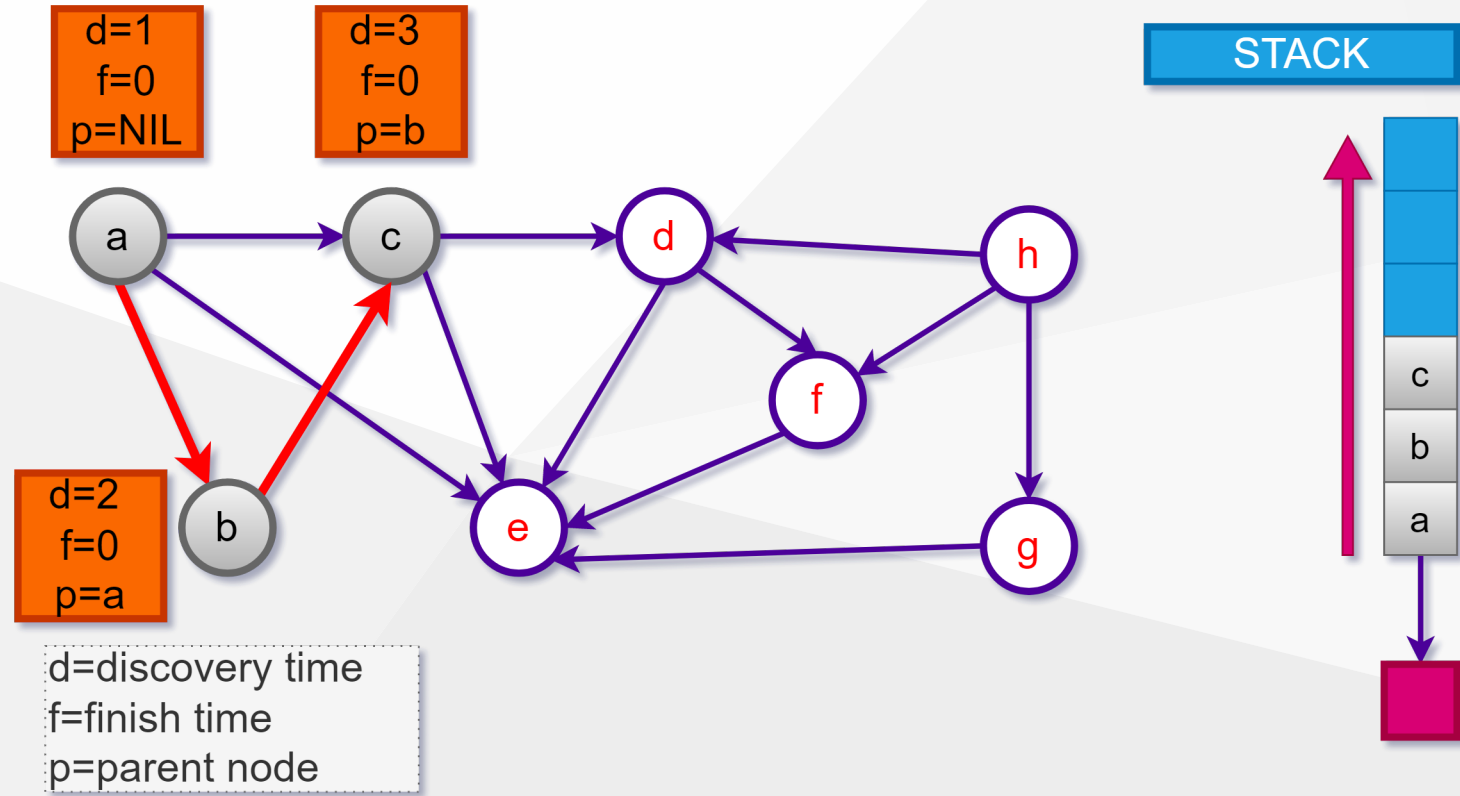 d=1
f=0
p=NIL
d=3
f=0
p=b
STACK
a
c
d
h
f
c
b
a
d=2
f=0
p=a
b
e
g
d=discovery time
f=finish time
p=parent node